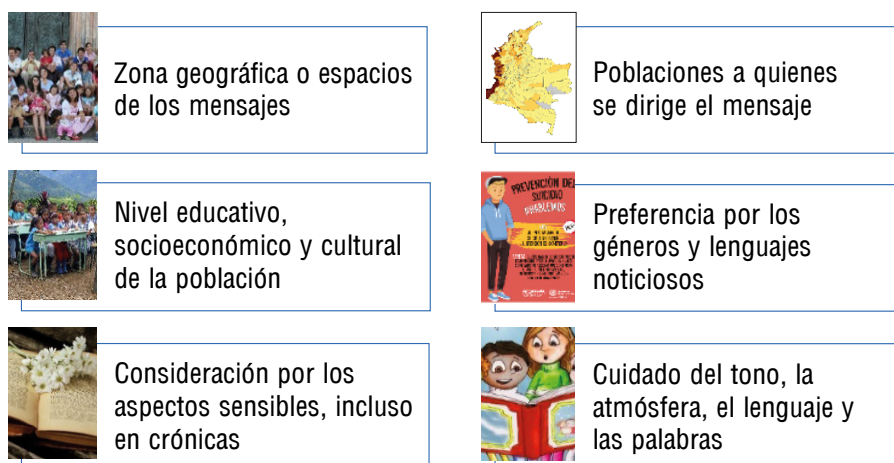 Zona geográfica o espacios
de los mensajes
Poblaciones a quienes
se dirige el mensaje
Nivel educativo,
socioeconómico y cultural
de la población
PREVENCIÓN DEL
SUICIDIO
Preferencia por los
géneros y lenguajes
noticiosos
Consideración por los
aspectos sensibles, incluso
en crónicas
Cuidado del tono, la
atmósfera, el lenguaje y
las palabras